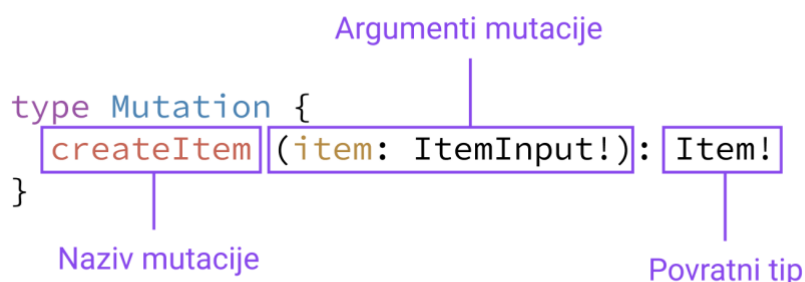 Argumenti mutacije
type Mutation {
createItem (item: ItemInput!): Item!
}
Naziv mutacije
Povratni tip